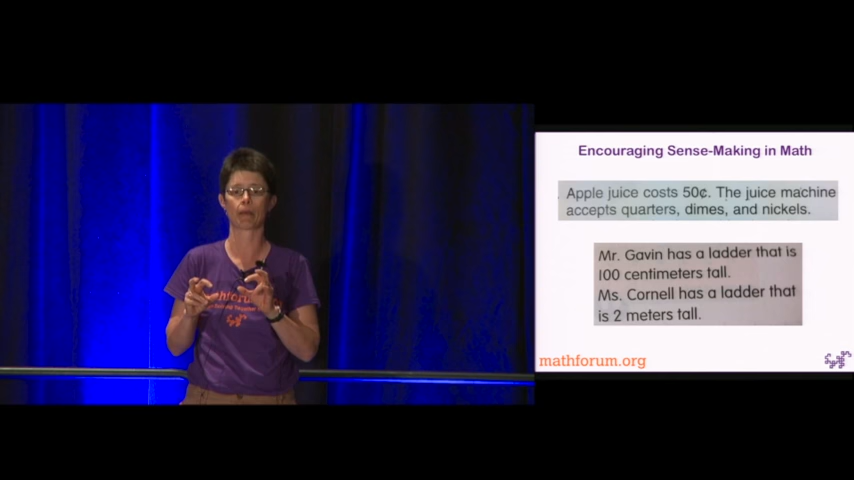 Encouraging Sense-Making in Math
Apple juice costs 50¢. The juice machine
accepts quarters, dimes, and nickels.
Mr. Gavin has a ladder that is
100 centimeters tall.
Ms. Cornell has a ladder that
is 2 meters tall.
mathforum.org